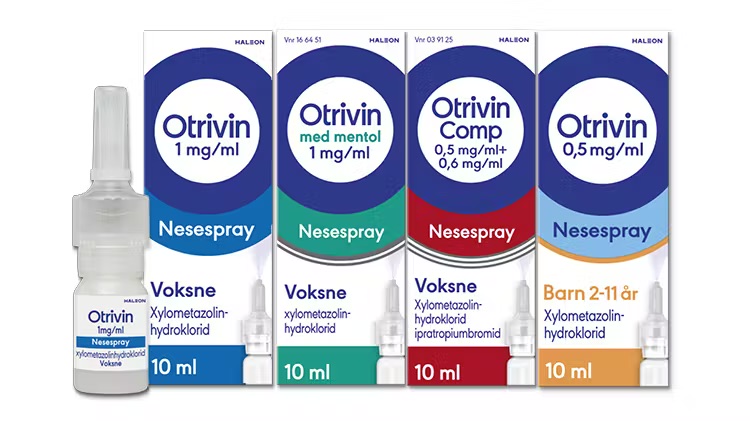 HALEON
Otrivin
1mg/ml
Nesespray
xylometazolinhydroklorid
Voksne
HALEON
Otrivin
1 mg/ml
Nesespray
Voksne
Xylometazolin-
hydroklorid
10 ml
Vnr 16 64 51
HALEON
Otrivin
med mentol
1 mg/ml
Nesespray
Voksne
xylometazolin-
hydroklorid
10 ml
Vnr 03 91 25
HALEON
Otrivin
Comp
0,5 mg/ml+
0,6 mg/ml
Nesespray
Voksne
Xylometazolin-
hydroklorid
ipratropiumbromid
10 ml
HALEON
Otrivin
0,5 mg/ml
Nesespray
Barn 2-11 år
Xylometazolin-
hydroklorid
10 ml